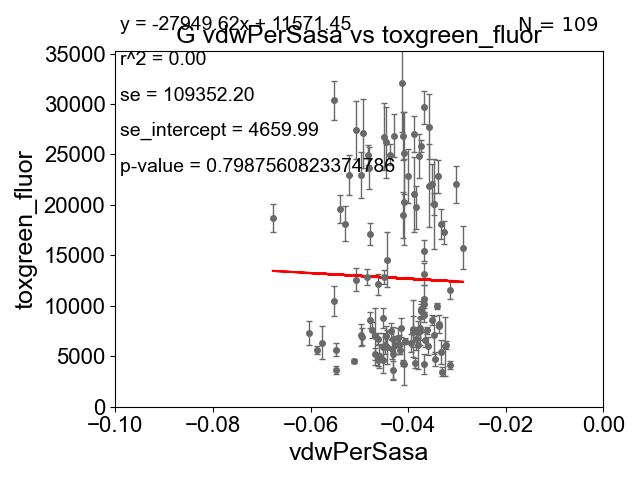 y = -27949.62x + 11571.45
N = 109
G vdwPerSasa vs toxgreen_fluor
r^2 = 0.00
se = 109352.20
se_intercept = 4659.99
p-value = 0.7987560823374786
toxgreen_fluor
35000
30000
25000
20000
15000
10000
5000
0
−0.10
−0.08
−0.06
−0.04
−0.02
0.00
vdwPerSasa